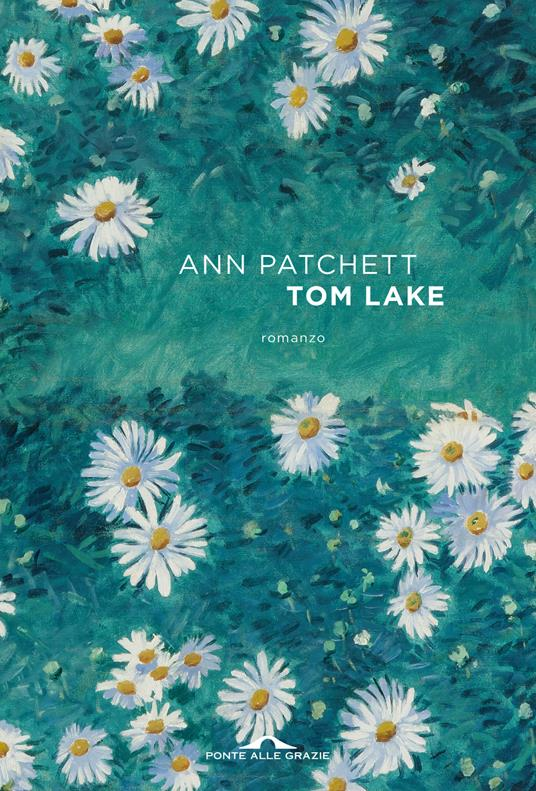 ANN PATCHETT
TOM LAKE
romanzo
PONTE ALLE GRAZIE